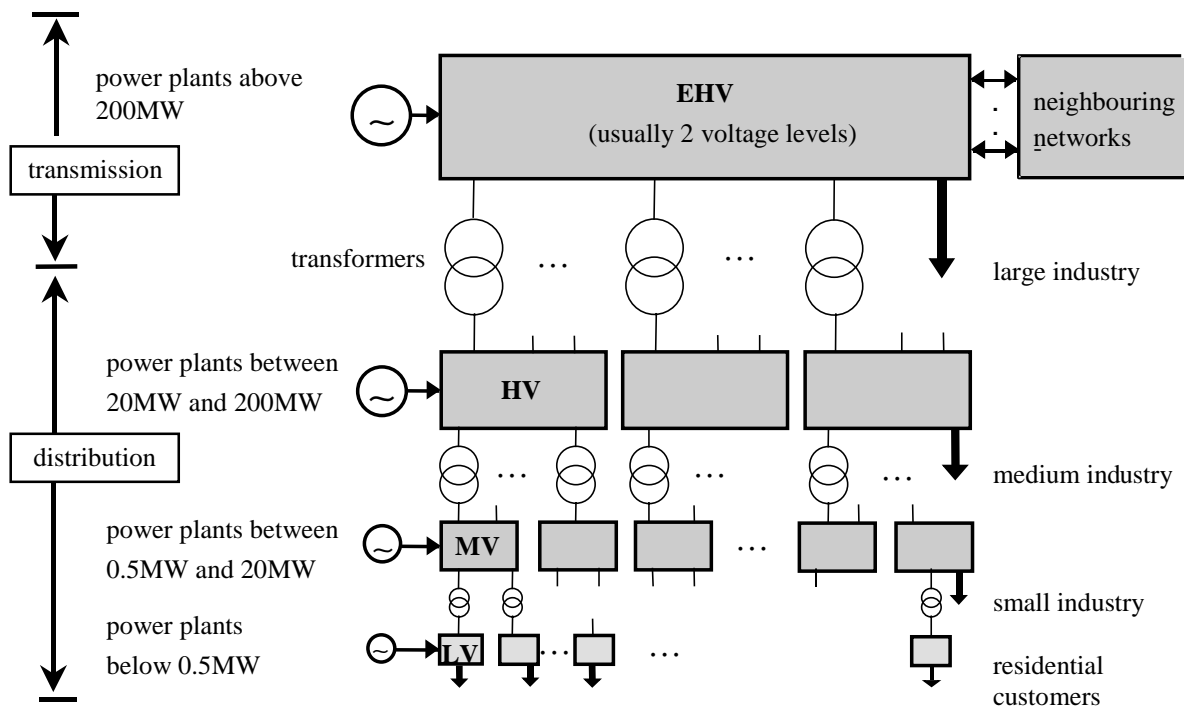 power plants above
200MW
transmission
EHV
(usually 2 voltage levels)
neighbouring
networks
transformers
...
...
large industry
power plants between
20MW and 200MW
HV
distribution
...
...
...
medium industry
power plants between
0.5MW and 20MW
MV
...
small industry
power plants
below 0.5MW
LV
...
...
residential
customers